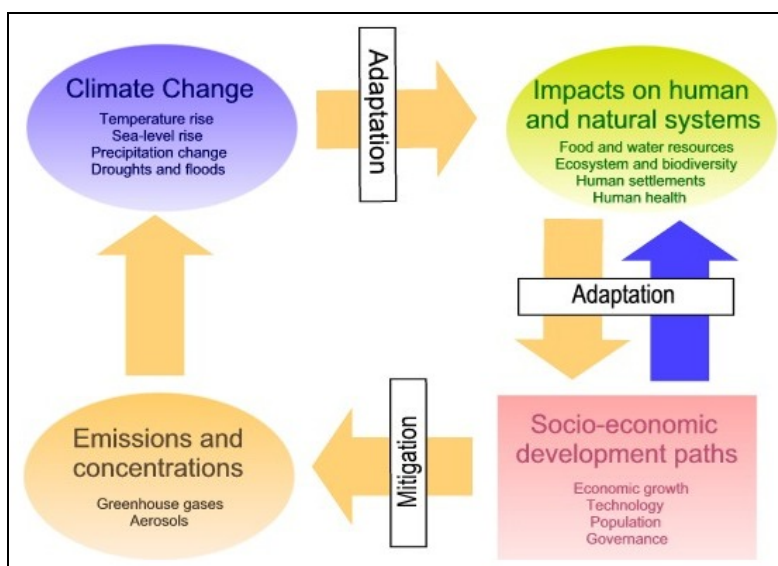 Climate Change
Temperature rise
Sea-level rise
Precipitation change
Droughts and floods
Adaptation
Impacts on human
and natural systems
Food and water resources
Ecosystem and biodiversity
Human settlements
Human health
Adaptation
Emissions and
concentrations
Greenhouse gases
Aerosols
Mitigation
Socio-economic
development paths
Economic growth
Technology
Population
Governance